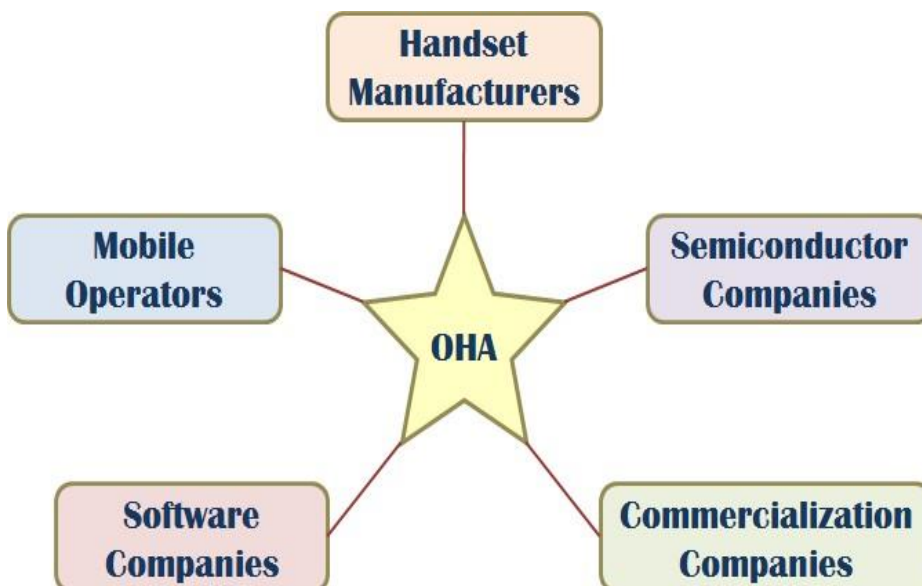 Handset
Manufacturers
Mobile
Operators
Semiconductor
Companies
OHA
Software
Companies
Commercialization
Companies